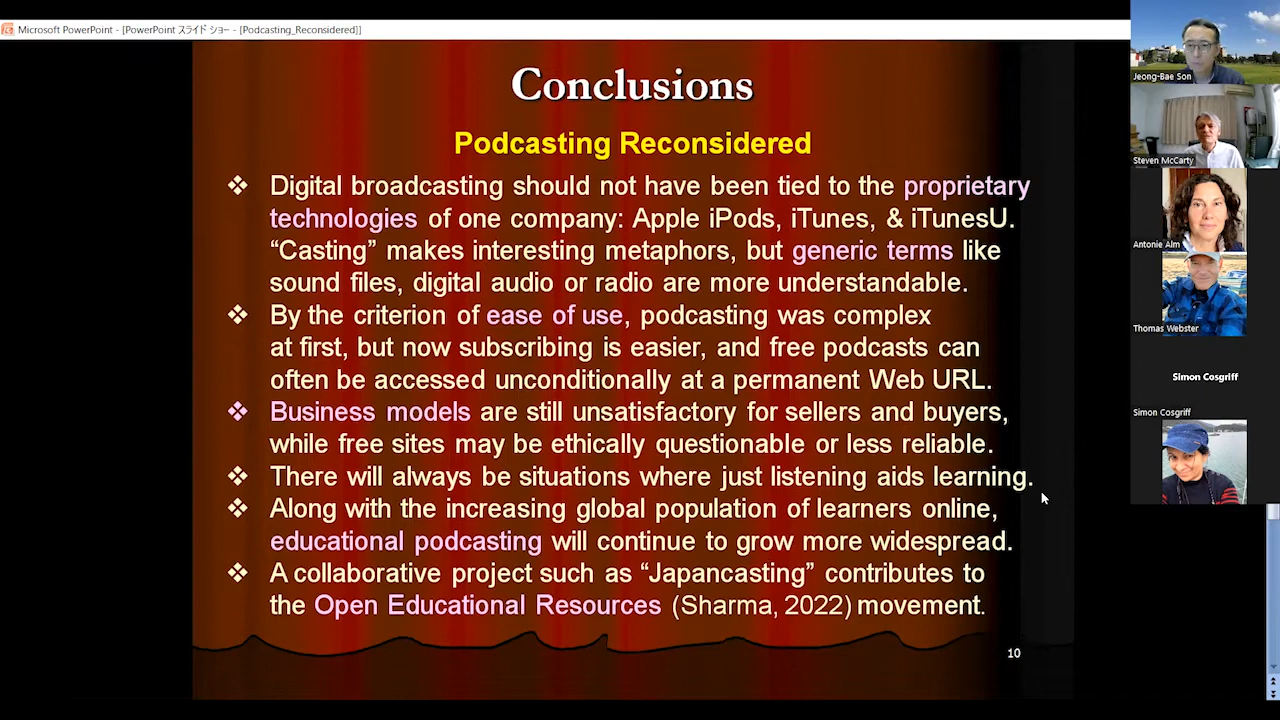 Microsoft PowerPoint - [PowerPoint スライド ショー - [Podcasting_Reconsidered]]
Conclusions
Podcasting Reconsidered
❖ Digital broadcasting should not have been tied to the proprietary
technologies of one company: Apple iPods, iTunes, & iTunesU.
“Casting” makes interesting metaphors, but generic terms like
sound files, digital audio or radio are more understandable.
❖ By the criterion of ease of use, podcasting was complex
at first, but now subscribing is easier, and free podcasts can
often be accessed unconditionally at a permanent Web URL.
❖ Business models are still unsatisfactory for sellers and buyers,
while free sites may be ethically questionable or less reliable.
❖ There will always be situations where just listening aids learning.
❖ Along with the increasing global population of learners online,
educational podcasting will continue to grow more widespread.
❖ A collaborative project such as “Japancasting” contributes to
the Open Educational Resources (Sharma, 2022) movement.
10
Jeong-Bae Son
Steven McCarty
Antonie Alm
Thomas Webster
Simon Cosgriff
Simon Cosgriff